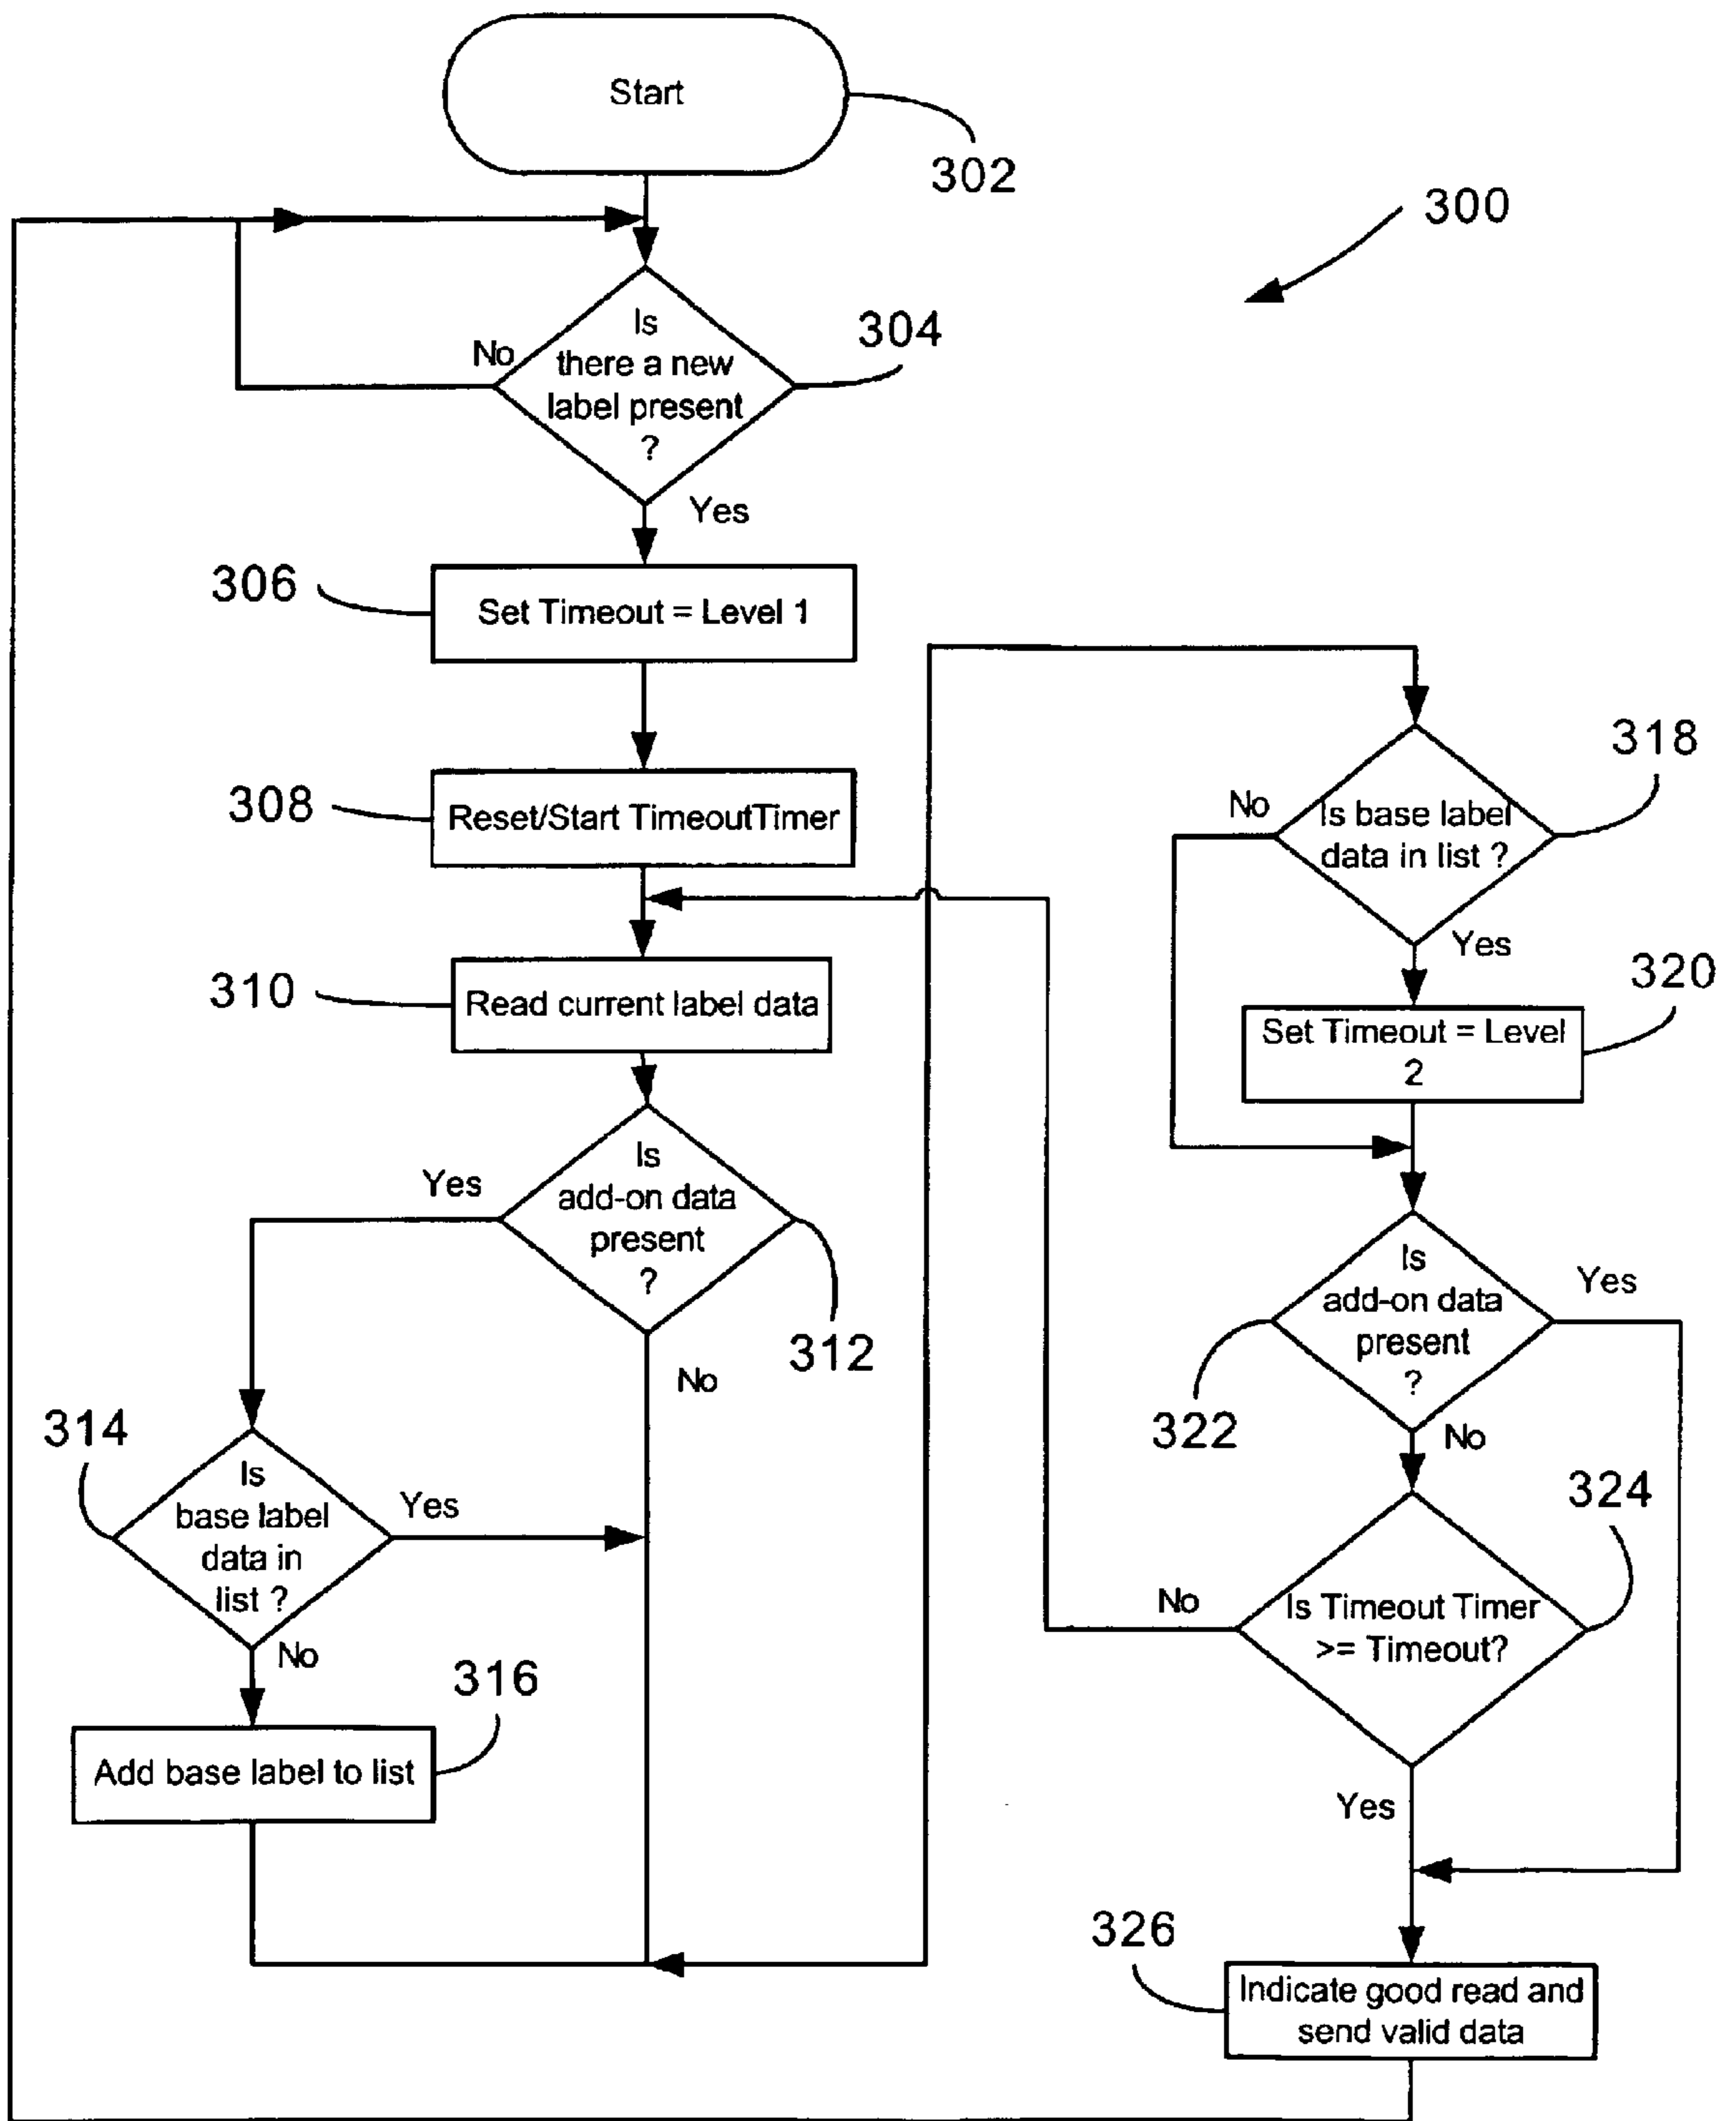 Start
302
300
Is
there a new
label present
?
No
304
Yes
306
Set Timeout = Level 1
308
Reset/Start TimeoutTimer
310
Read current label data
Is
add-on data
present
?
Yes
312
No
314
Is
base label
data in
list ?
Yes
No
316
Add base label to list
318
No
Is base label
data in list ?
Yes
320
Set Timeout = Level
2
Is
add-on data
present
?
Yes
322
No
324
No
Is Timeout Timer
>= Timeout?
Yes
326
Indicate good read and
send valid data